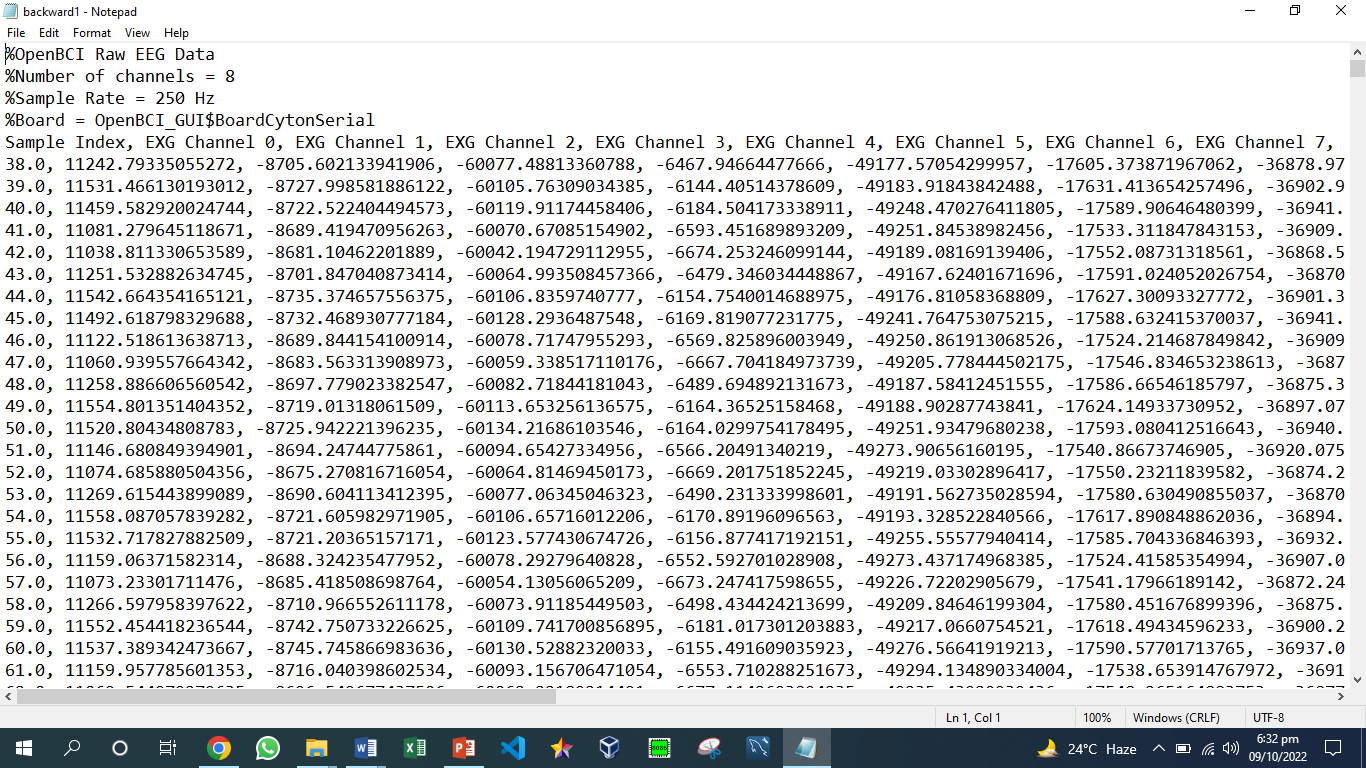 backward1 - Notepad
File Edit Format View Help
%OpenBCI Raw EEG Data
%Number of channels = 8
%Sample Rate = 250 Hz
%Board = OpenBCI_GUI$BoardCytonSerial
Sample Index, EXG Channel 0, EXG Channel 1, EXG Channel 2, EXG Channel 3, EXG Channel 4, EXG Channel 5, EXG Channel 6, EXG Channel 7,
38.0, 11242.79335055272, -8705.602133941906, -60077.48813360788, -6467.94664477666, -49177.57054299957, -17605.373871967062, -36878.97
39.0, 11531.466130193012, -8727.998581886122, -60105.76309034385, -6144.40514378609, -49183.91843842488, -17631.413654257496, -36902.9
40.0, 11459.582920024744, -8722.522404494573, -60119.91174458406, -6184.504173338911, -49248.470276411805, -17589.90646480399, -36941.
41.0, 11081.279645118671, -8689.419470956263, -60070.67085154902, -6593.451689893209, -49251.84538982456, -17533.311847843153, -36909.
42.0, 11038.811330653589, -8681.10462201889, -60042.194729112955, -6674.253246099144, -49189.08169139406, -17552.08731318561, -36868.5
43.0, 11251.532882634745, -8701.847040873414, -60064.993508457366, -6479.346034448867, -49167.62401671696, -17591.024052026754, -36870
44.0, 11542.664354165121, -8735.374657556375, -60106.8359740777, -6154.7540014688975, -49176.81058368809, -17627.30093327772, -36901.3
45.0, 11492.618798329688, -8732.468930777184, -60128.2936487548, -6169.819077231775, -49241.764753075215, -17588.632415370037, -36941.
46.0, 11122.518613638713, -8689.844154100914, -60078.71747955293, -6569.825896003949, -49250.861913068526, -17524.214687849842, -36909
47.0, 11060.939557664342, -8683.563313908973, -60059.338517110176, -6667.704184973739, -49205.778444502175, -17546.834653238613, -3687
48.0, 11258.886606560542, -8697.779023382547, -60082.71844181043, -6489.694892131673, -49187.58412451555, -17586.66546185797, -36875.3
49.0, 11554.801351404352, -8719.01318061509, -60113.653256136575, -6164.36525158468, -49188.90287743841, -17624.14933730952, -36897.07
50.0, 11520.80434808783, -8725.942221396235, -60134.21686103546, -6164.0299754178495, -49251.93479680238, -17593.080412516643, -36940.
51.0, 11146.680849394901, -8694.24744775861, -60094.65427334956, -6566.20491340219, -49273.90656160195, -17540.86673746905, -36920.075
52.0, 11074.685880504356, -8675.270816716054, -60064.81469450173, -6669.201751852245, -49219.03302896417, -17550.23211839582, -36874.2
53.0, 11269.615443899089, -8690.604113412395, -60077.06345046323, -6490.231333998601, -49191.562735028594, -17580.630490855037, -36870
54.0, 11558.087057839282, -8721.605982971905, -60106.65716012206, -6170.89196096563, -49193.328522840566, -17617.890848862036, -36894.
55.0, 11532.717827882509, -8721.20365157171, -60123.577430674726, -6156.877417192151, -49255.55577940414, -17585.704336846393, -36932.
56.0, 11159.06371582314, -8688.324235477952, -60078.29279640828, -6552.592701028908, -49273.437174968385, -17524.41585354994, -36907.0
57.0, 11073.23301711476, -8685.418508698764, -60054.13056065209, -6673.247417598655, -49226.72202905679, -17541.17966189142, -36872.24
58.0, 11266.597958397622, -8710.966552611178, -60073.91185449503, -6498.434424213699, -49209.84646199304, -17580.451676899396, -36875.
59.0, 11552.454418236544, -8742.750733226625, -60109.741700856895, -6181.017301203883, -49217.0660754521, -17618.49434596233, -36900.2
60.0, 11537.389342473667, -8745.745866983636, -60130.52882320033, -6155.491609035923, -49276.56641919213, -17590.57701713765, -36937.0
61.0, 11159.957785601353, -8716.040398602534, -60093.156706471054, -6553.710288251673, -49294.134890334004, -17538.653914767972, -3691
Ln 1, Col 1 100% Windows (CRLF) UTF-8
24°C Haze 6:32 pm
09/10/2022